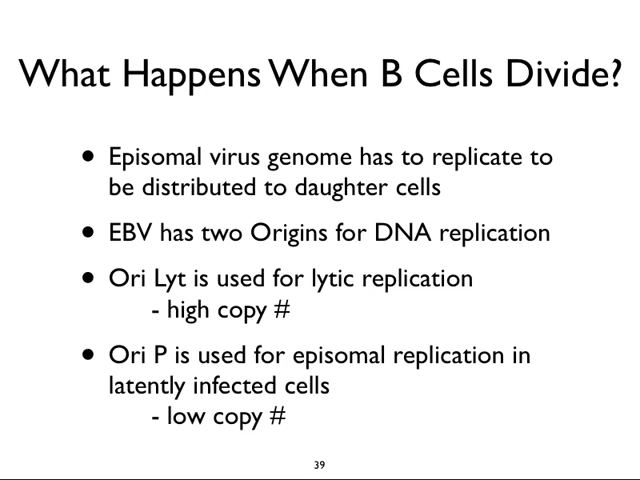 What Happens When B Cells Divide?
• Episomal virus genome has to replicate to
be distributed to daughter cells
• EBV has two Origins for DNA replication
• Ori Lyt is used for lytic replication
- high copy #
• Ori P is used for episomal replication in
latently infected cells
- low copy #
39